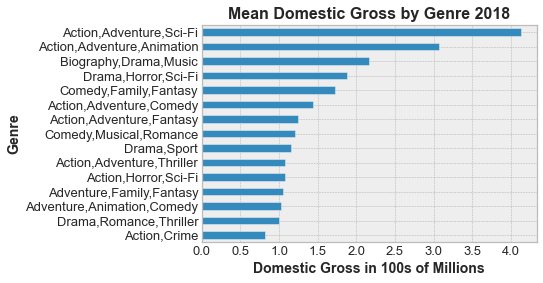 Mean Domestic Gross by Genre 2018
Action,Adventure,Sci-Fi
Action,Adventure,Animation
Biography,Drama,Music
Drama,Horror,Sci-Fi
Comedy,Family,Fantasy
Action,Adventure,Comedy
Action,Adventure,Fantasy
Comedy,Musical,Romance
Drama,Sport
Action,Adventure,Thriller
Action,Horror,Sci-Fi
Adventure,Family,Fantasy
Adventure,Animation,Comedy
Drama,Romance,Thriller
Action,Crime
Genre
0.0 0.5 1.0 1.5 2.0 2.5 3.0 3.5 4.0
Domestic Gross in 100s of Millions